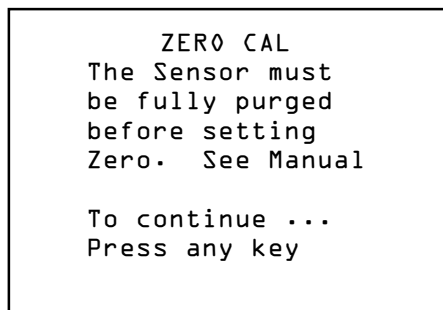 ZERO CAL
The Sensor must
be fully purged
before setting
Zero.  See Manual
To continue ...
Press any key